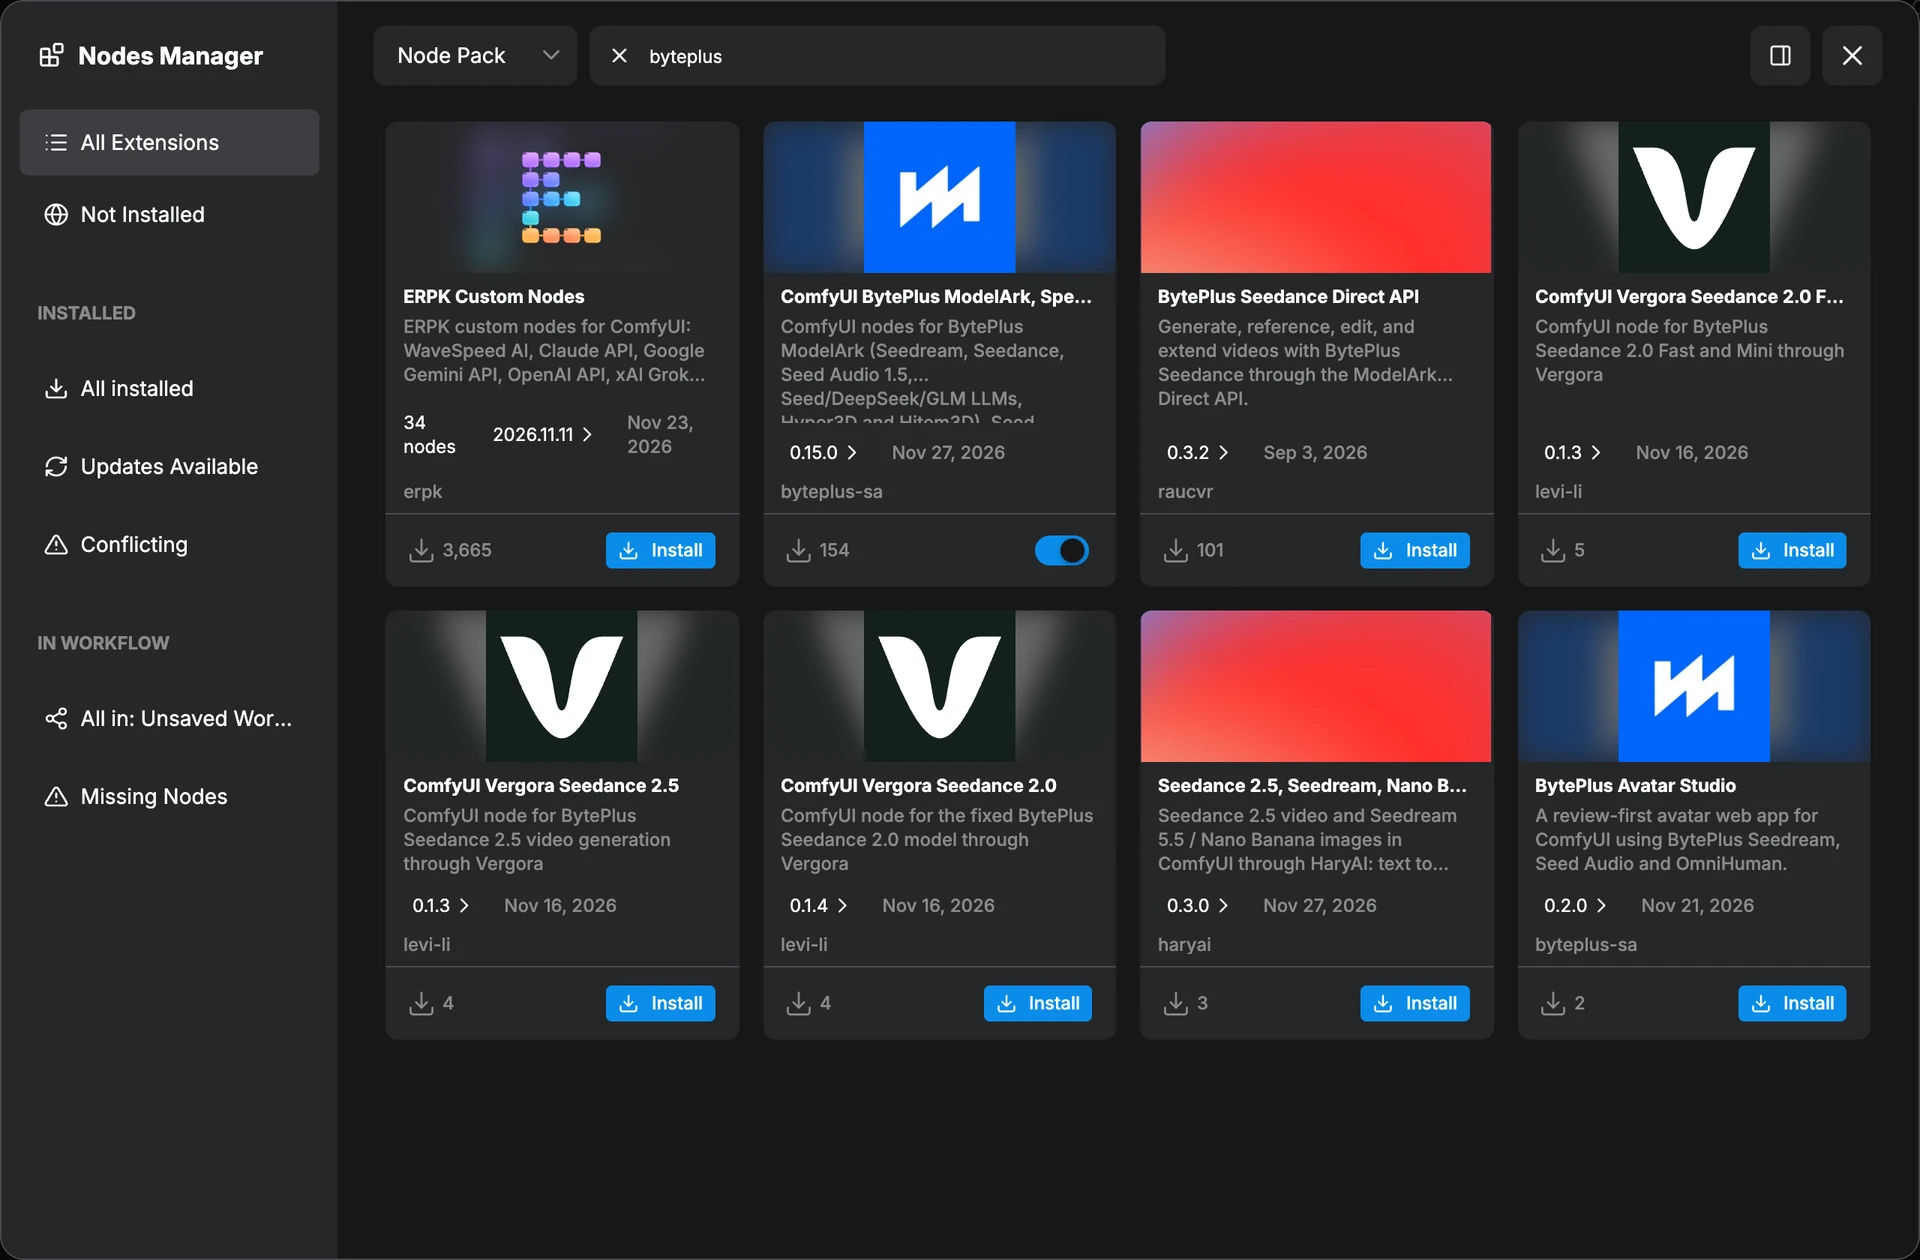 Nodes Manager
All Extensions
Not Installed
INSTALLED
All installed
Updates Available
Conflicting
IN WORKFLOW
All in: Unsaved Wor...
Missing Nodes
Node Pack
byteplus
ERPK Custom Nodes
ERPK custom nodes for ComfyUI:
WaveSpeed AI, Claude API, Google
Gemini API, OpenAI API, xAI Grok...
34
nodes
2026.11.11
Nov 23,
2026
erpk
3,665
Install
ComfyUI BytePlus ModelArk, Spe...
ComfyUI nodes for BytePlus
ModelArk (Seedream, Seedance,
Seed Audio 1.5,...
Seed/DeepSeek/GLM LLMs,
Hyper3D and Hitem3D), Seed
0.15.0
Nov 27, 2026
byteplus-sa
154
BytePlus Seedance Direct API
Generate, reference, edit, and
extend videos with BytePlus
Seedance through the ModelArk...
Direct API.
0.3.2
Sep 3, 2026
raucvr
101
Install
ComfyUI Vergora Seedance 2.0 F...
ComfyUI node for BytePlus
Seedance 2.0 Fast and Mini through
Vergora
0.1.3
Nov 16, 2026
levi-li
5
Install
ComfyUI Vergora Seedance 2.5
ComfyUI node for BytePlus
Seedance 2.5 video generation
through Vergora
0.1.3
Nov 16, 2026
levi-li
4
Install
ComfyUI Vergora Seedance 2.0
ComfyUI node for the fixed BytePlus
Seedance 2.0 model through
Vergora
0.1.4
Nov 16, 2026
levi-li
4
Install
Seedance 2.5, Seedream, Nano B...
Seedance 2.5 video and Seedream
5.5 / Nano Banana images in
ComfyUI through HaryAI: text to...
0.3.0
Nov 27, 2026
haryai
3
Install
BytePlus Avatar Studio
A review-first avatar web app for
ComfyUI using BytePlus Seedream,
Seed Audio and OmniHuman.
0.2.0
Nov 21, 2026
byteplus-sa
2
Install